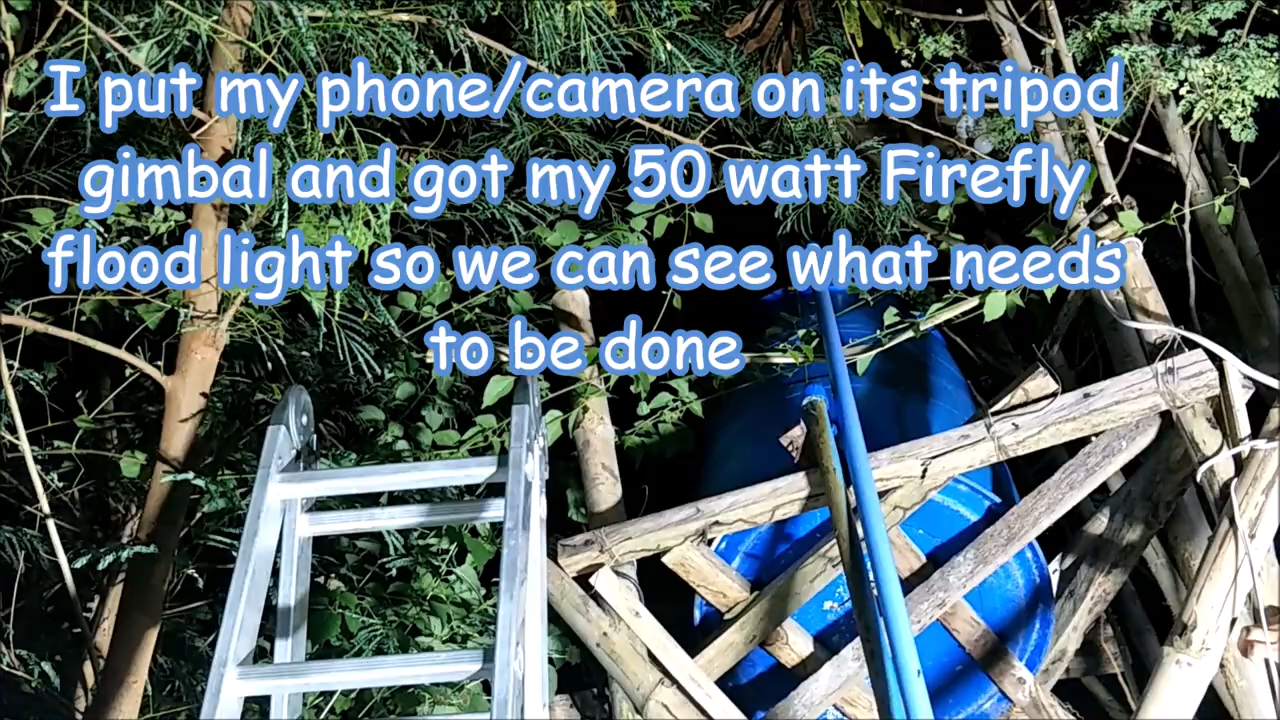 I put my phone/camera on its tripod
gimbal and got my 50 watt Firefly
flood light so we can see what needs
to be done